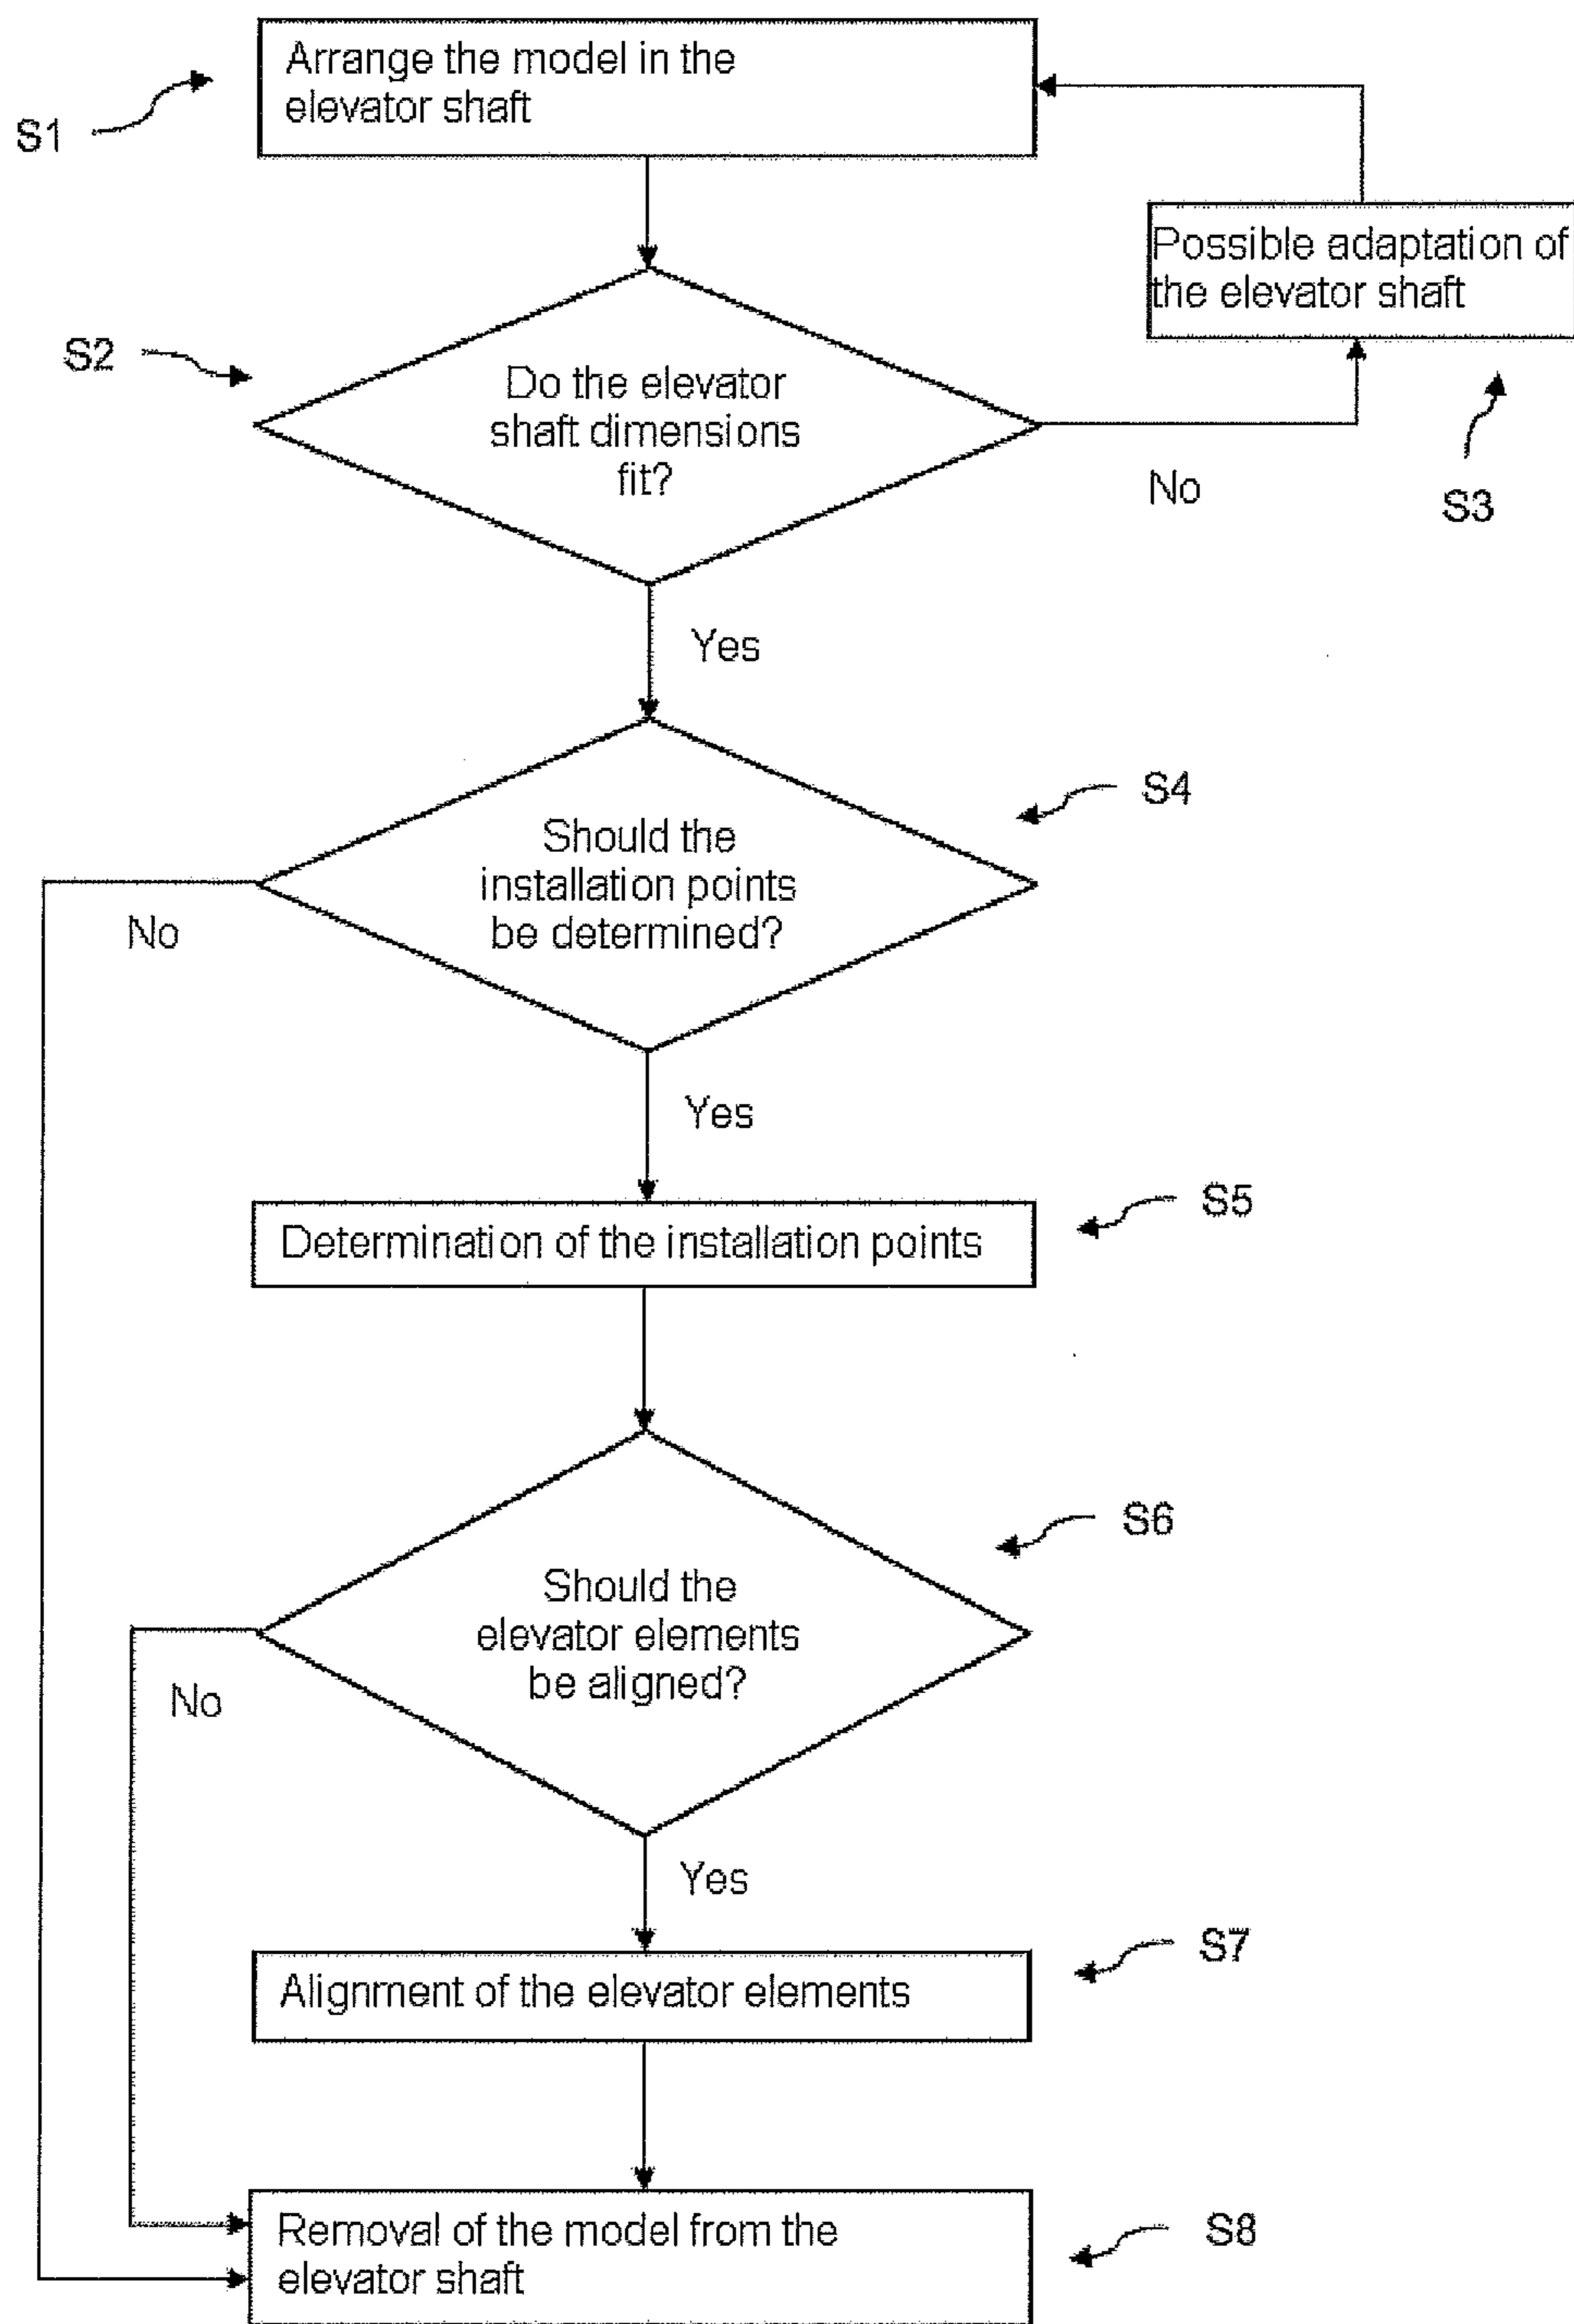 Arrange the model in the
elevator shaft
S1
Possible adaptation of
the elevator shaft
S2
Do the elevator
shaft dimensions
fit?
No
S3
Yes
S4
Should the
installation points
be determined?
No
Yes
S5
Determination of the installation points
S6
Should the
elevator elements
be aligned?
No
Yes
S7
Alignment of the elevator elements
S8
Removal of the model from the
elevator shaft